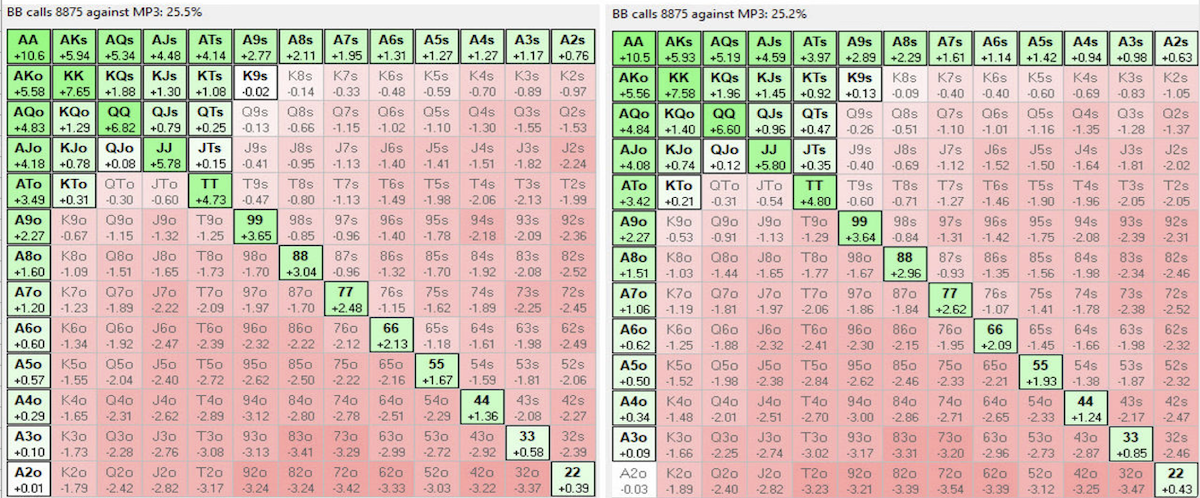 BB calls 8875 against MP3: 25.5%
AA AKs AQs AJs ATs A9s A8s A7s A6s A5s A4s A3s A2s
+10.6 +5.94 +5.34 +4.48 +4.14 +2.77 +2.11 +1.95 +1.31 +1.27 +1.27 +1.17 +0.76
AKo KK KQs KJs KTs K9s K8s K7s K6s K5s K4s K3s K2s
+5.58 +7.65 +1.88 +1.30 +1.08 -0.02 -0.14 -0.33 -0.48 -0.59 -0.70 -0.89 -0.97
AQo KQo QQ QJs QTs Q9s Q8s Q7s Q6s Q5s Q4s Q3s Q2s
+4.83 +1.29 +6.82 +0.79 +0.25 -0.13 -0.66 -1.15 -1.02 -1.10 -1.30 -1.55 -1.53
AJo KJo QJo JJ JTs J9s J8s J7s J6s J5s J4s J3s J2s
+4.18 +0.78 +0.08 +5.78 +0.15 -0.41 -0.95 -1.13 -1.40 -1.41 -1.51 -1.82 -2.24
ATo KTo QTo JTo TT T9s T8s T7s T6s T5s T4s T3s T2s
+3.49 +0.31 -0.30 -0.60 +4.73 -0.47 -0.80 -1.13 -1.49 -1.98 -2.06 -2.13 -1.99
A9o K9o Q9o J9o T9o 99 98s 97s 96s 95s 94s 93s 92s
+2.27 -0.67 -1.15 -1.32 -1.25 +3.65 -0.85 -0.96 -1.40 -1.78 -2.18 -2.09 -2.36
A8o K8o Q8o J8o T8o 98o 88 87s 86s 85s 84s 83s 82s
+1.60 -1.09 -1.51 -1.65 -1.73 -1.70 +3.04 -0.96 -1.32 -1.70 -1.92 -2.08 -2.52
A7o K7o Q7o J7o T7o 97o 87o 77 76s 75s 74s 73s 72s
+1.20 -1.23 -1.89 -2.22 -2.09 -1.97 -1.70 +2.48 -1.15 -1.62 -1.89 -2.25 -2.45
A6o K6o Q6o J6o T6o 96o 86o 76o 66 65s 64s 63s 62s
+0.60 -1.34 -1.92 -2.47 -2.39 -2.32 -2.22 -2.12 +2.13 -1.18 -1.61 -1.98 -2.49
A5o K5o Q5o J5o T5o 95o 85o 75o 65o 55 54s 53s 52s
+0.57 -1.55 -2.04 -2.40 -2.72 -2.62 -2.50 -2.22 -2.16 +1.67 -1.59 -1.81 -2.06
A4o K4o Q4o J4o T4o 94o 84o 74o 64o 54o 44 43s 42s
+0.29 -1.65 -2.31 -2.62 -2.89 -3.12 -2.80 -2.78 -2.51 -2.29 +1.36 -2.08 -2.27
A3o K3o Q3o J3o T3o 93o 83o 73o 63o 53o 43o 33 32s
+0.10 -1.73 -2.28 -2.76 -3.08 -3.13 -3.41 -3.29 -2.99 -2.72 -2.92 +0.58 -2.39
A2o K2o Q2o J2o T2o 92o 82o 72o 62o 52o 42o 32o 22
+0.01 -1.79 -2.42 -2.82 -3.17 -3.24 -3.24 -3.42 -3.33 -3.03 -3.22 -3.37 +0.39
BB calls 8875 against MP3: 25.2%
AA AKs AQs AJs ATs A9s A8s A7s A6s A5s A4s A3s A2s
+10.5 +5.93 +5.19 +4.59 +3.97 +2.89 +2.29 +1.61 +1.14 +1.42 +0.94 +0.98 +0.63
AKo KK KQs KJs KTs K9s K8s K7s K6s K5s K4s K3s K2s
+5.56 +7.58 +1.96 +1.45 +0.92 +0.13 -0.09 -0.40 -0.40 -0.60 -0.69 -0.83 -1.05
AQo KQo QQ QJs QTs Q9s Q8s Q7s Q6s Q5s Q4s Q3s Q2s
+4.84 +1.40 +6.60 +0.96 +0.47 -0.26 -0.51 -1.10 -1.01 -1.16 -1.35 -1.28 -1.37
AJo KJo QJo JJ JTs J9s J8s J7s J6s J5s J4s J3s J2s
+4.08 +0.74 +0.12 +5.80 +0.35 -0.40 -0.69 -1.12 -1.52 -1.50 -1.64 -1.81 -2.02
ATo KTo QTo JTo TT T9s T8s T7s T6s T5s T4s T3s T2s
+3.42 +0.21 -0.31 -0.54 +4.80 -0.60 -0.71 -1.27 -1.46 -1.90 -1.96 -2.05 -2.05
A9o K9o Q9o J9o T9o 99 98s 97s 96s 95s 94s 93s 92s
+2.27 -0.53 -0.91 -1.13 -1.29 +3.64 -0.84 -1.31 -1.42 -1.75 -2.08 -2.39 -2.31
A8o K8o Q8o J8o T8o 98o 88 87s 86s 85s 84s 83s 82s
+1.51 -1.03 -1.44 -1.65 -1.77 -1.67 +2.96 -0.93 -1.35 -1.56 -1.98 -2.34 -2.46
A7o K7o Q7o J7o T7o 97o 87o 77 76s 75s 74s 73s 72s
+1.06 -1.19 -1.81 -1.97 -2.06 -1.86 -1.84 +2.62 -1.07 -1.41 -1.78 -2.38 -2.52
A6o K6o Q6o J6o T6o 96o 86o 76o 66 65s 64s 63s 62s
+0.62 -1.25 -1.88 -2.32 -2.41 -2.30 -2.15 -1.95 +2.09 -1.45 -1.66 -1.98 -2.32
A5o K5o Q5o J5o T5o 95o 85o 75o 65o 55 54s 53s 52s
+0.50 -1.52 -1.98 -2.38 -2.84 -2.62 -2.46 -2.33 -2.21 +1.93 -1.38 -1.87 -2.32
A4o K4o Q4o J4o T4o 94o 84o 74o 64o 54o 44 43s 42s
+0.34 -1.48 -2.01 -2.51 -2.70 -3.00 -2.86 -2.71 -2.65 -2.33 +1.24 -2.17 -2.47
A3o K3o Q3o J3o T3o 93o 83o 73o 63o 53o 43o 33 32s
+0.09 -1.66 -2.25 -2.74 -3.02 -3.17 -3.31 -3.20 -2.96 -2.73 -2.87 +0.85 -2.46
A2o K2o Q2o J2o T2o 92o 82o 72o 62o 52o 42o 32o 22
-0.03 -1.89 -2.40 -2.82 -3.23 -3.21 -3.39 -3.54 -3.39 -3.12 -3.25 -3.47 +0.43